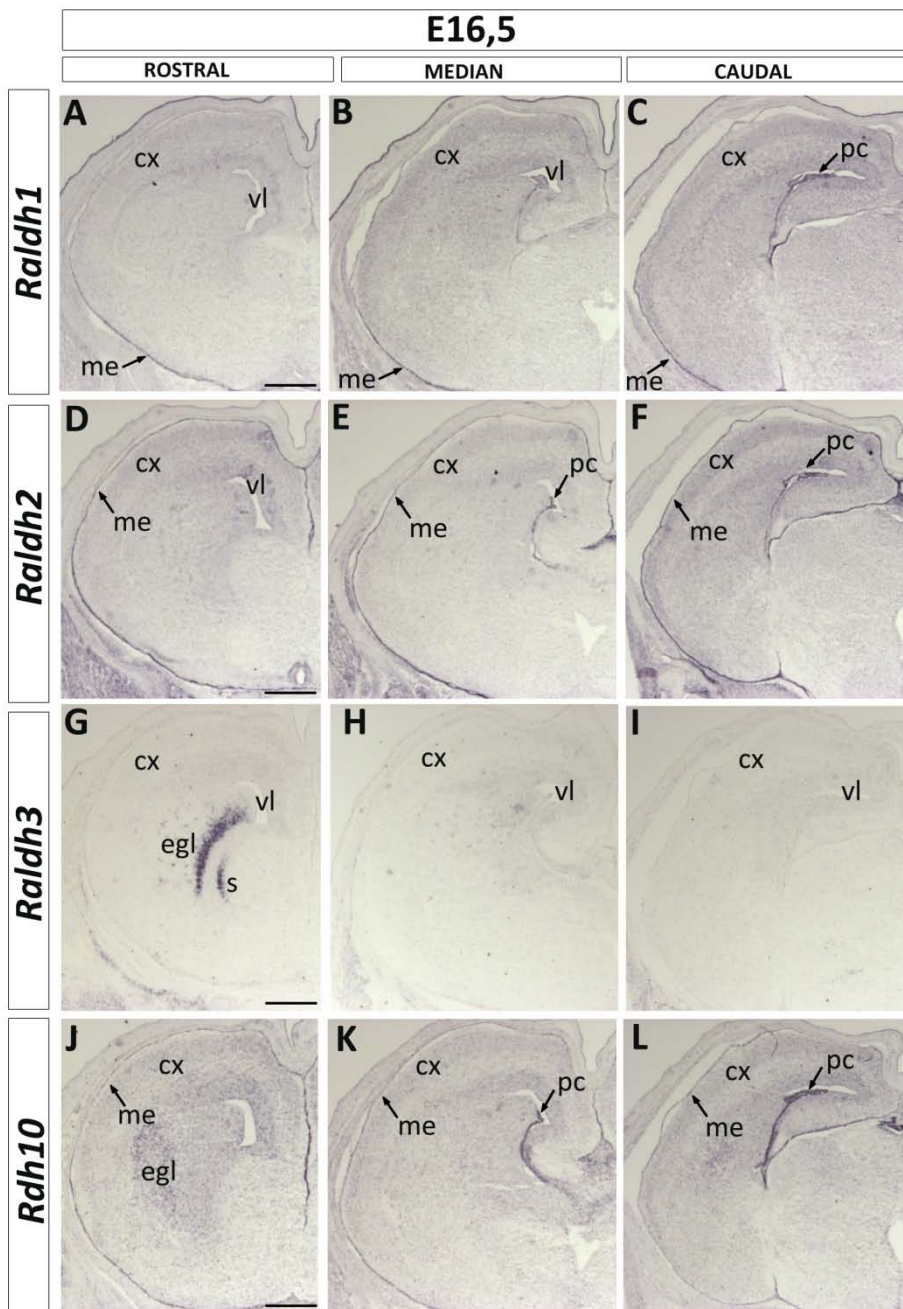 E16,5
ROSTRAL MEDIAN CAUDAL
Raldh1
A cx vl me
B cx vl me
C cx pc me
Raldh2
D cx vl me
E cx pc me
F cx pc me
Raldh3
G cx vl egl s
H cx vl
I cx vl
Rdh10
J cx me egl
K cx pc me
L cx pc me